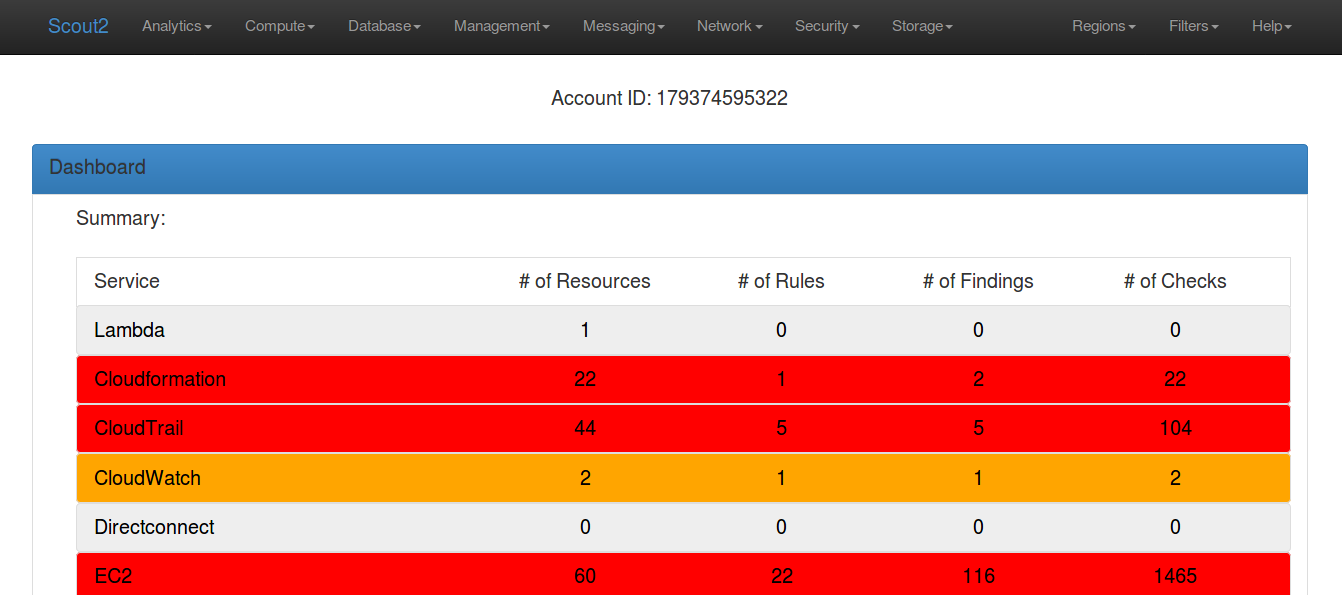 Scout2 Analytics Compute Database Management Messaging Network Security Storage Regions Filters Help
Account ID: 179374595322
Dashboard
Summary:
Service # of Resources # of Rules # of Findings # of Checks
Lambda 1 0 0 0
Cloudformation 22 1 2 22
CloudTrail 44 5 5 104
CloudWatch 2 1 1 2
Directconnect 0 0 0 0
EC2 60 22 116 1465